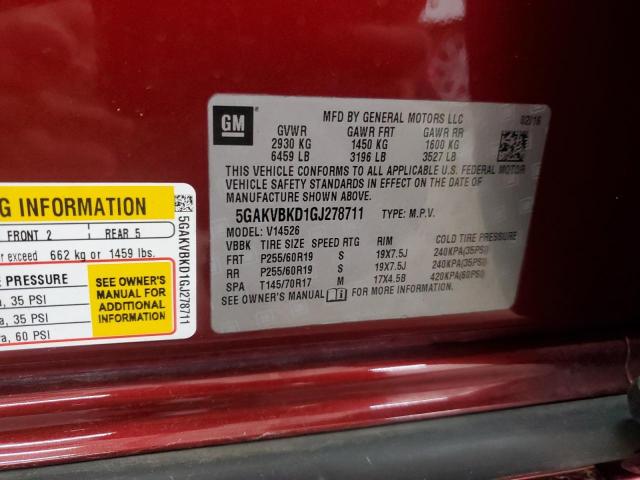 GM
MFD BY GENERAL MOTORS LLC
02/16
GVWR GAWR FRT GAWR RR
2930 KG 1450 KG 1600 KG
6459 LB 3196 LB 3527 LB
THIS VEHICLE CONFORMS TO ALL APPLICABLE U.S. FEDERAL MOTOR
VEHICLE SAFETY STANDARDS IN EFFECT ON THE DATE OF
MANUFACTURE SHOWN ABOVE.
5GAKVBKD1GJ278711 TYPE: M.P.V.
V14526
VBBK TIRE SIZE SPEED RTG RIM COLD TIRE PRESSURE
FRT P255/60R19 S 19X7.5J 240KPA(35PSI)
RR P255/60R19 S 19X7.5J 240KPA(35PSI)
SPA T145/70R17 M 17X4.5B 420KPA(60PSI)
SEE OWNER'S MANUAL FOR MORE INFORMATION.
G INFORMATION
FRONT 2 REAR 5
exceed 662 kg or 1459 lbs.
E PRESSURE
a, 35 PSI
a, 35 PSI
a, 60 PSI
SEE OWNER'S
MANUAL FOR
ADDITIONAL
INFORMATION
5GAKVBKD1GJ278711